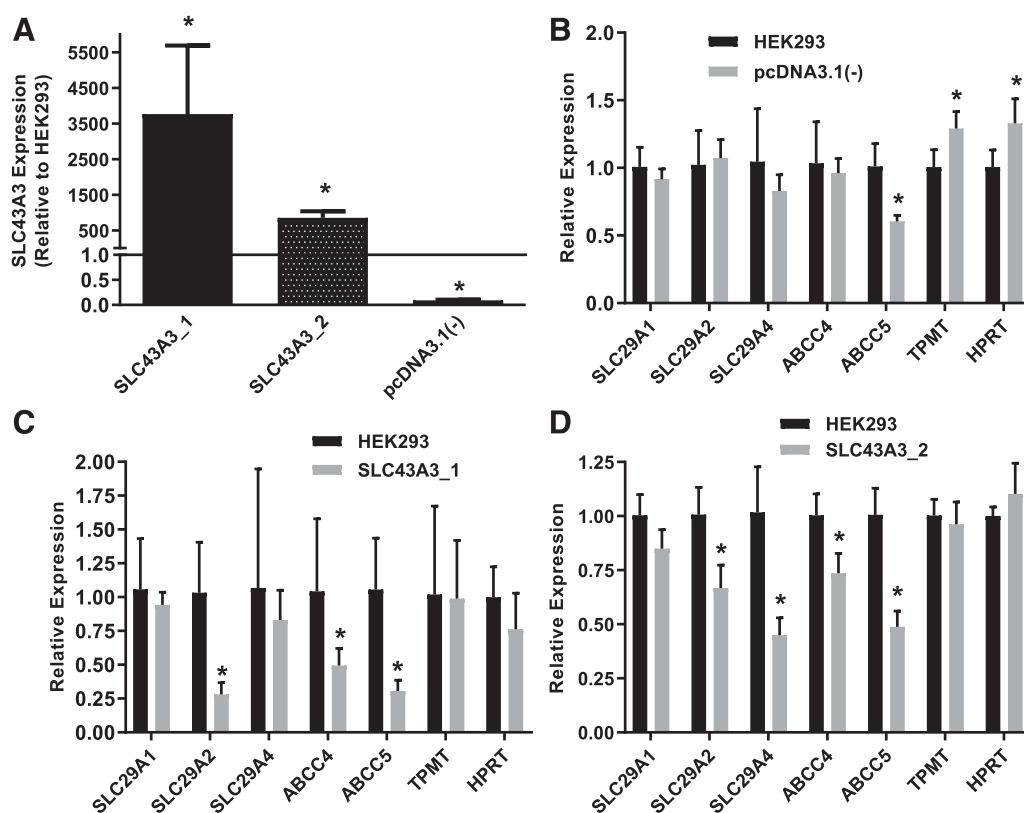 A
SLC43A3 Expression
(Relative to HEK293)
5500
4500
3500
2500
1500
500
1.0
0.5
0.0
*
*
*
SLC43A3_1
SLC43A3_2
pcDNA3.1(-)
B
HEK293
pcDNA3.1(-)
Relative Expression
2.0
1.5
1.0
0.5
0.0
*
*
*
SLC29A1
SLC29A2
SLC29A4
ABCC4
ABCC5
TPMT
HPRT
C
HEK293
SLC43A3_1
Relative Expression
2.00
1.75
1.50
1.25
1.00
0.75
0.50
0.25
0.00
*
*
*
SLC29A1
SLC29A2
SLC29A4
ABCC4
ABCC5
TPMT
HPRT
D
HEK293
SLC43A3_2
Relative Expression
1.25
1.00
0.75
0.50
0.25
0.00
*
*
*
*
SLC29A1
SLC29A2
SLC29A4
ABCC4
ABCC5
TPMT
HPRT